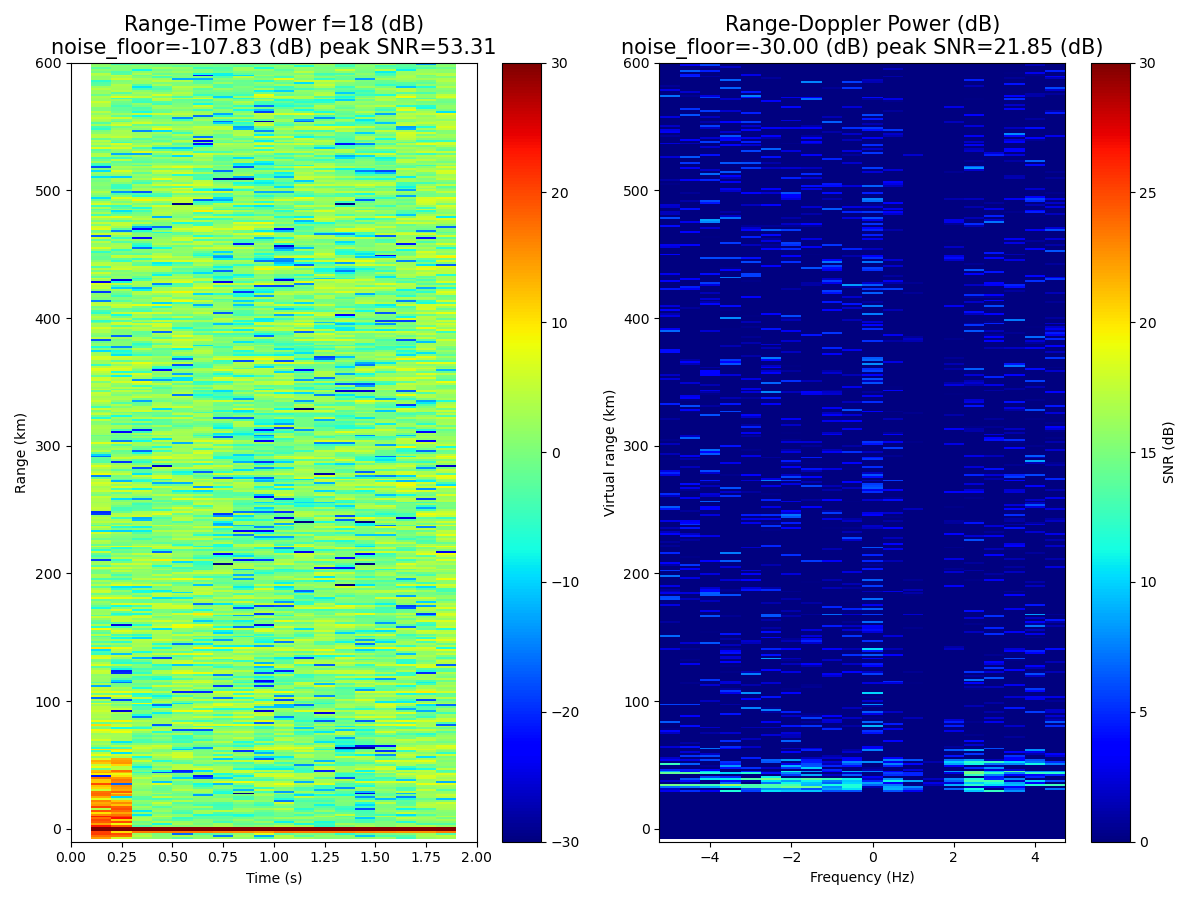 Range-Time Power f=18 (dB)
noise_floor=-107.83 (dB) peak SNR=53.31
Range (km)
600
500
400
300
200
100
0
0.00 0.25 0.50 0.75 1.00 1.25 1.50 1.75 2.00
Time (s)
30
20
10
0
−10
−20
−30
Range-Doppler Power (dB)
noise_floor=-30.00 (dB) peak SNR=21.85 (dB)
Virtual range (km)
600
500
400
300
200
100
0
−4 −2 0 2 4
Frequency (Hz)
30
25
20
15
10
5
0
SNR (dB)